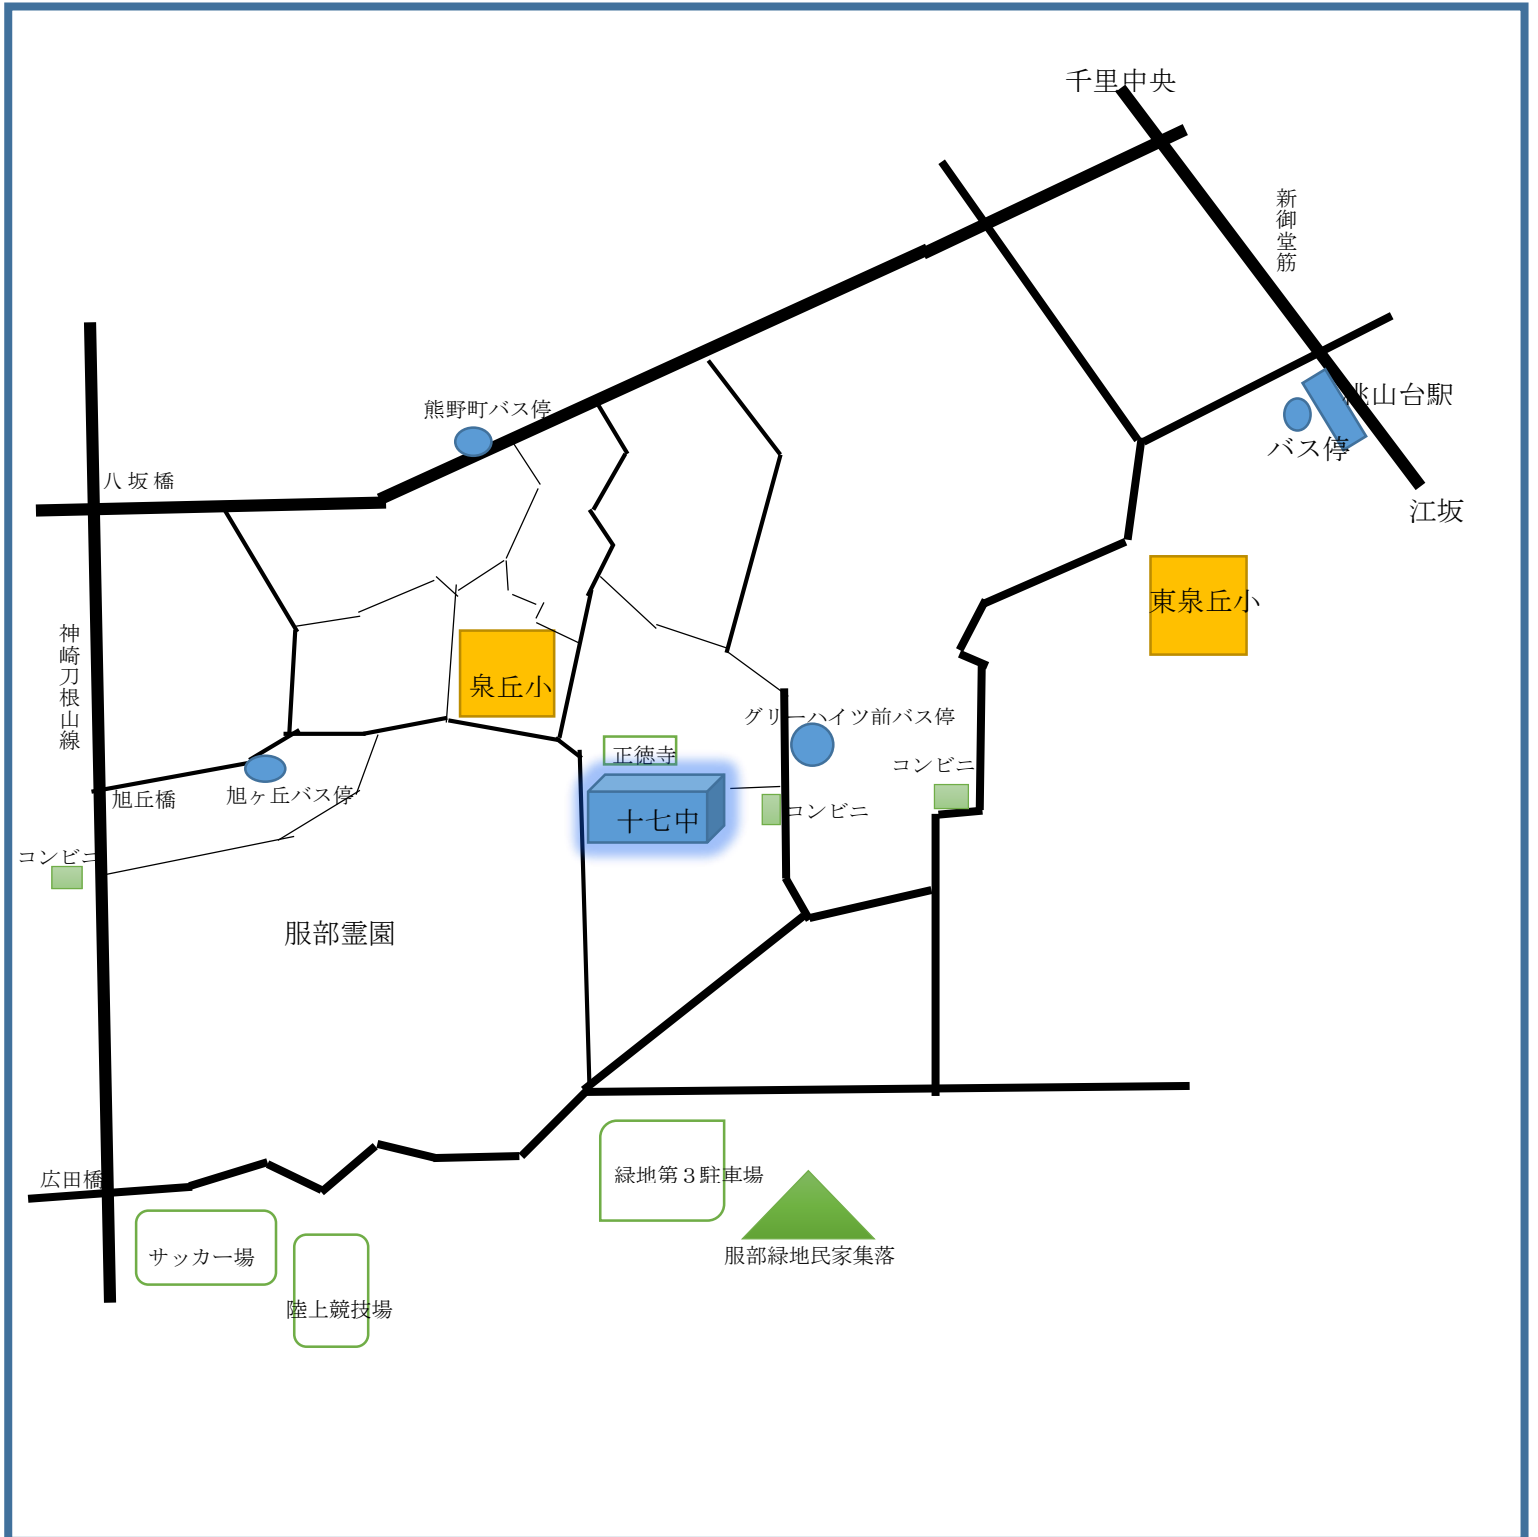 千里中央
新御堂筋
熊野町バス停
桃山台駅
バス停
八坂橋
江坂
東泉丘小
神崎刀根山線
泉丘小
グリーハイツ前バス停
正徳寺
コンビニ
旭丘橋
旭ヶ丘バス停
十七中
コンビニ
コンビニ
服部霊園
広田橋
緑地第３駐車場
サッカー場
服部緑地民家集落
陸上競技場